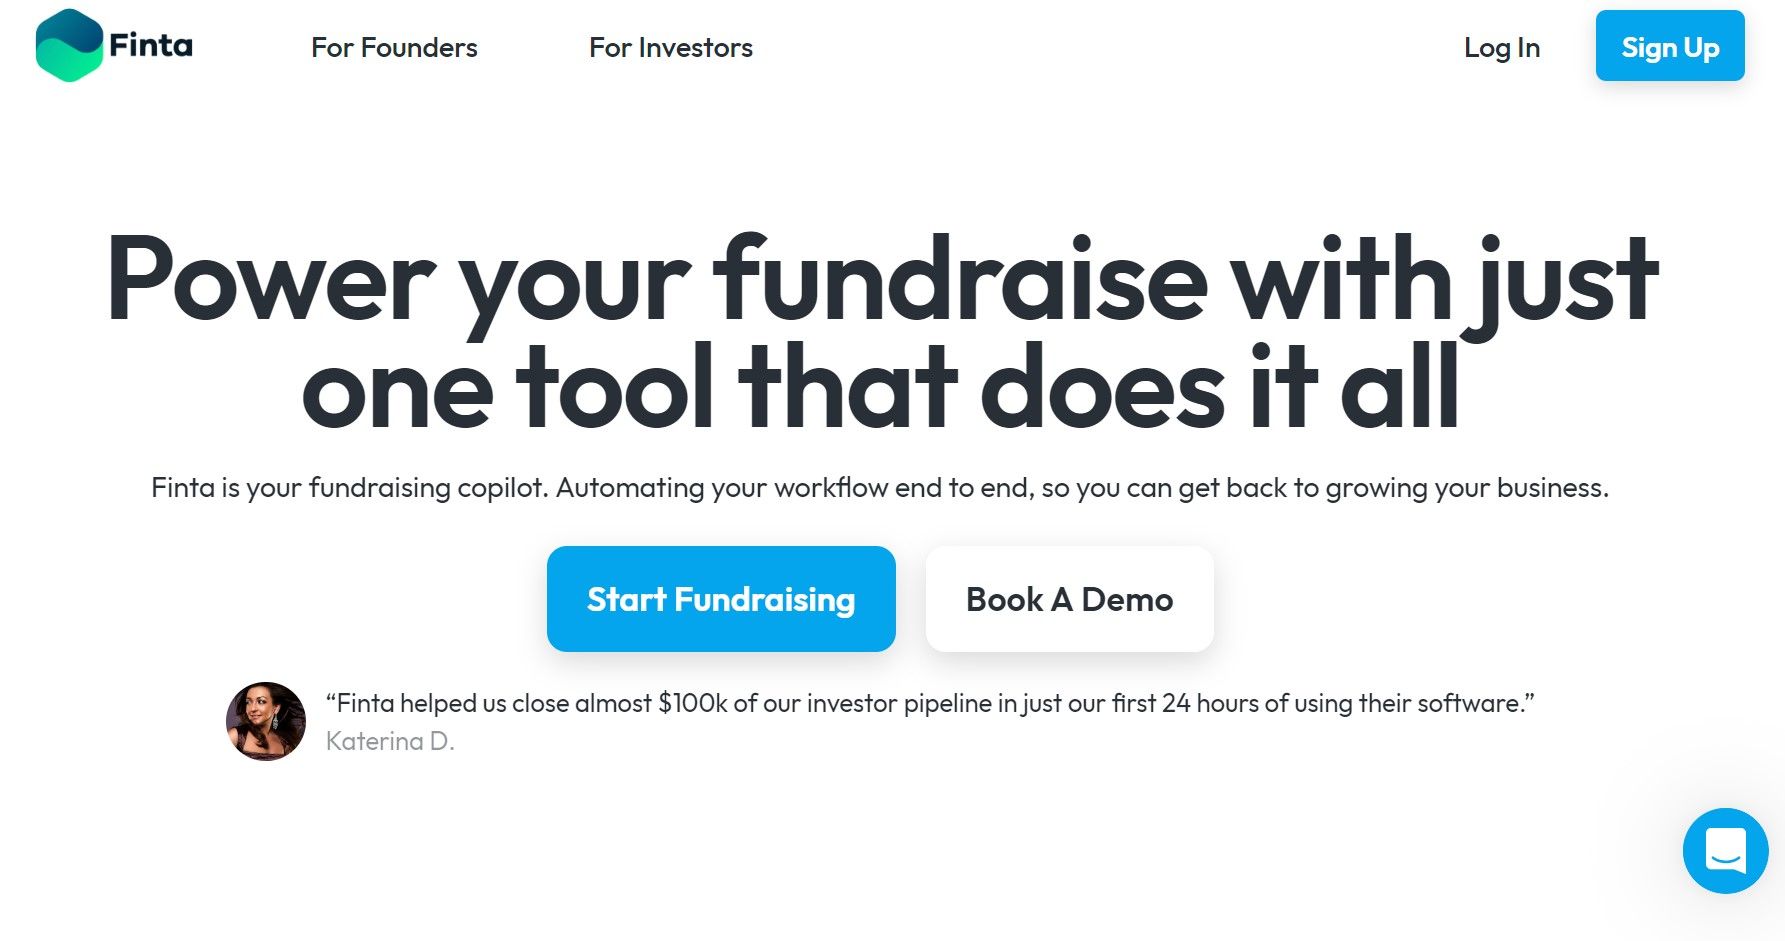 Finta
For Founders
For Investors
Log In
Sign Up
Power your fundraise with just
one tool that does it all
Finta is your fundraising copilot. Automating your workflow end to end, so you can get back to growing your business.
Start Fundraising
Book A Demo
“Finta helped us close almost $100k of our investor pipeline in just our first 24 hours of using their software.”
Katerina D.